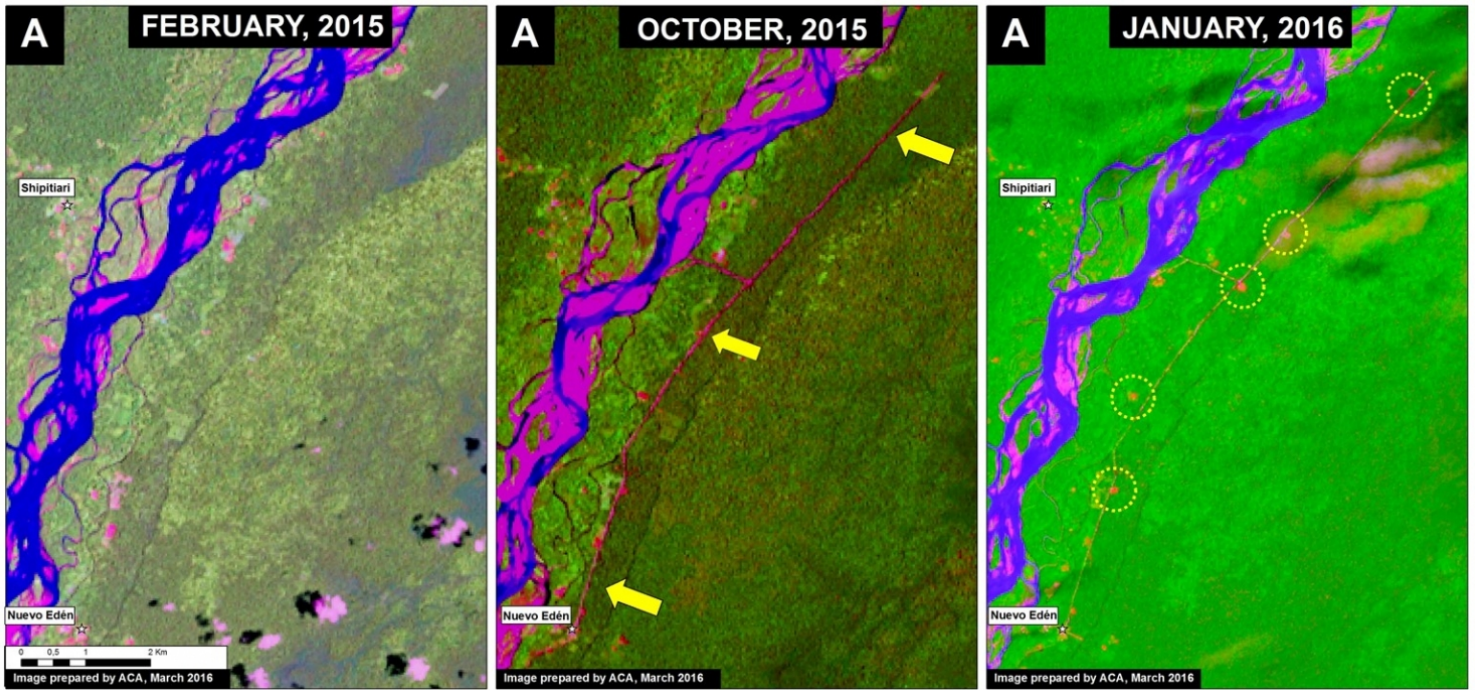 A
FEBRUARY, 2015
Shipitiari
Nuevo Edén
0 0,5 1 2 Km
Image prepared by ACA, March 2016
A
OCTOBER, 2015
Nuevo Edén
Image prepared by ACA, March 2016
A
JANUARY, 2016
Shipitiari
Nuevo Edén
Image prepared by ACA, March 2016